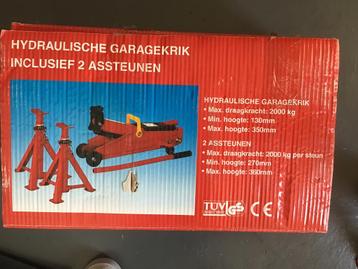 HYDRAULISCHE GARAGEKRIK
INCLUSIEF 2 ASSTEUNEN
HYDRAULISCHE GARAGEKRIK
• Max. draagkracht: 2000 kg
• Min. hoogte: 130mm
• Max. hoogte: 350mm
2 ASSTEUNEN
• Max. draagkracht: 2000 kg per steun
• Min. hoogte: 270mm
• Max. hoogte: 360mm
TÜV
GS
CE